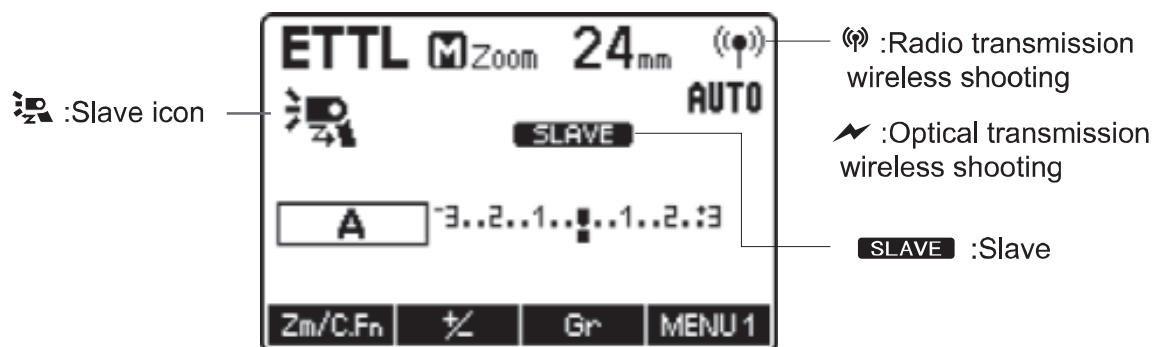 ETTL M Zoom 24mm
AUTO
SLAVE
A -3..2..1..▮..1..2..+3
Zm/C.Fn +/- Gr MENU 1
:Slave icon
:Radio transmission
wireless shooting
:Optical transmission
wireless shooting
SLAVE :Slave